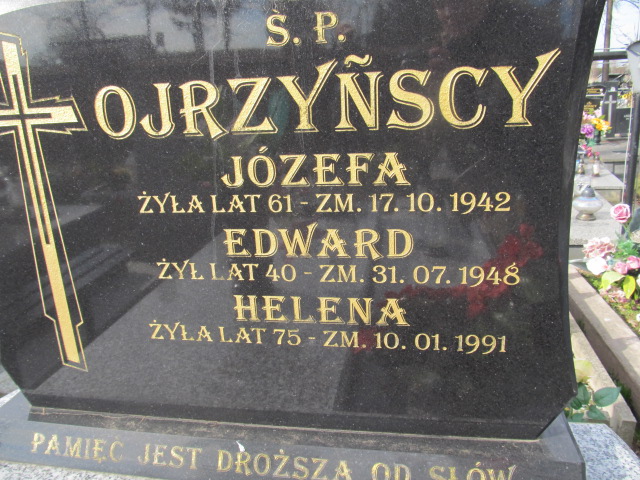 Ś. P.
OJRZYÑSCY
JÓZEFA
ŻYŁA LAT 61 - ZM. 17. 10. 1942
EDWARD
ŻYŁ LAT 40 - ZM. 31. 07. 1948
HELENA
ŻYŁA LAT 75 - ZM. 10. 01. 1991
PAMIĘĆ JEST DROŻSZA OD SŁÓW